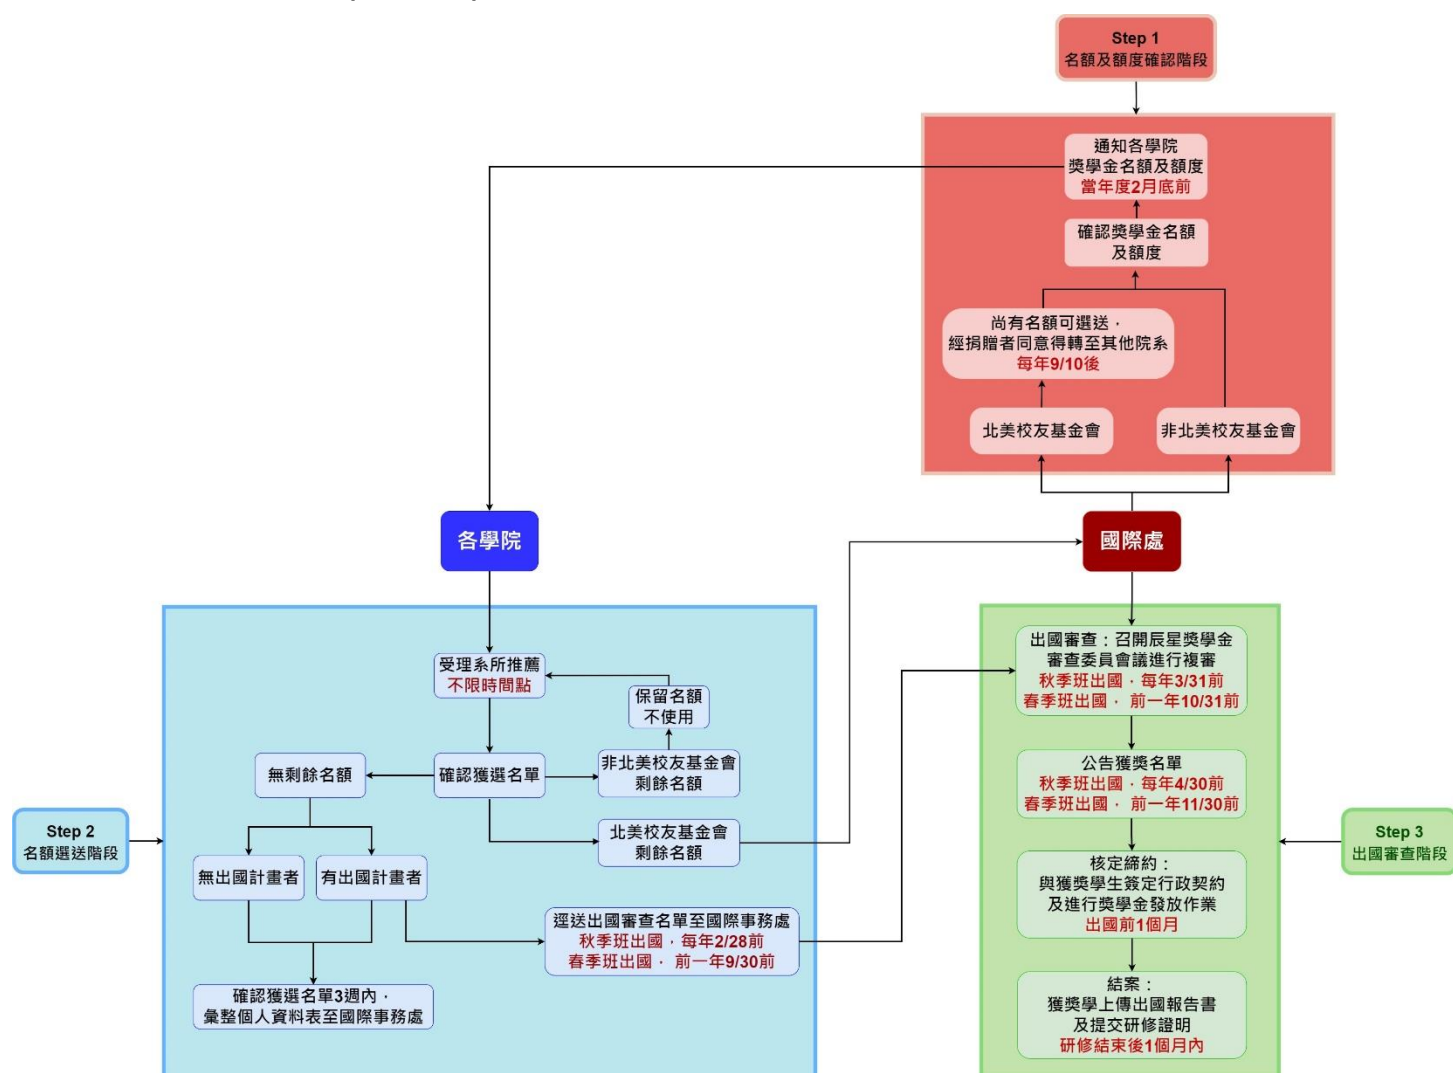 Step 1
名額及額度確認階段
通知各學院
獎學金名額及額度
當年度2月底前
確認獎學金名額
及額度
尚有名額可選送，
經捐贈者同意得轉至其他院系
每年9/10後
北美校友基金會
非北美校友基金會
各學院
國際處
受理系所推薦
不限時間點
保留名額
不使用
無剩餘名額
確認獲選名單
非北美校友基金會
剩餘名額
北美校友基金會
剩餘名額
Step 2
名額選送階段
無出國計畫者
有出國計畫者
逕送出國審查名單至國際事務處
秋季班出國，每年2/28前
春季班出國， 前一年9/30前
確認獲選名單3週內，
彙整個人資料表至國際事務處
出國審查：召開辰星獎學金
審查委員會議進行複審
秋季班出國，每年3/31前
春季班出國， 前一年10/31前
公告獲獎名單
秋季班出國，每年4/30前
春季班出國， 前一年11/30前
Step 3
出國審查階段
核定締約：
與獲獎學生簽定行政契約
及進行獎學金發放作業
出國前1個月
結案：
獲獎學上傳出國報告書
及提交研修證明
研修結束後1個月內